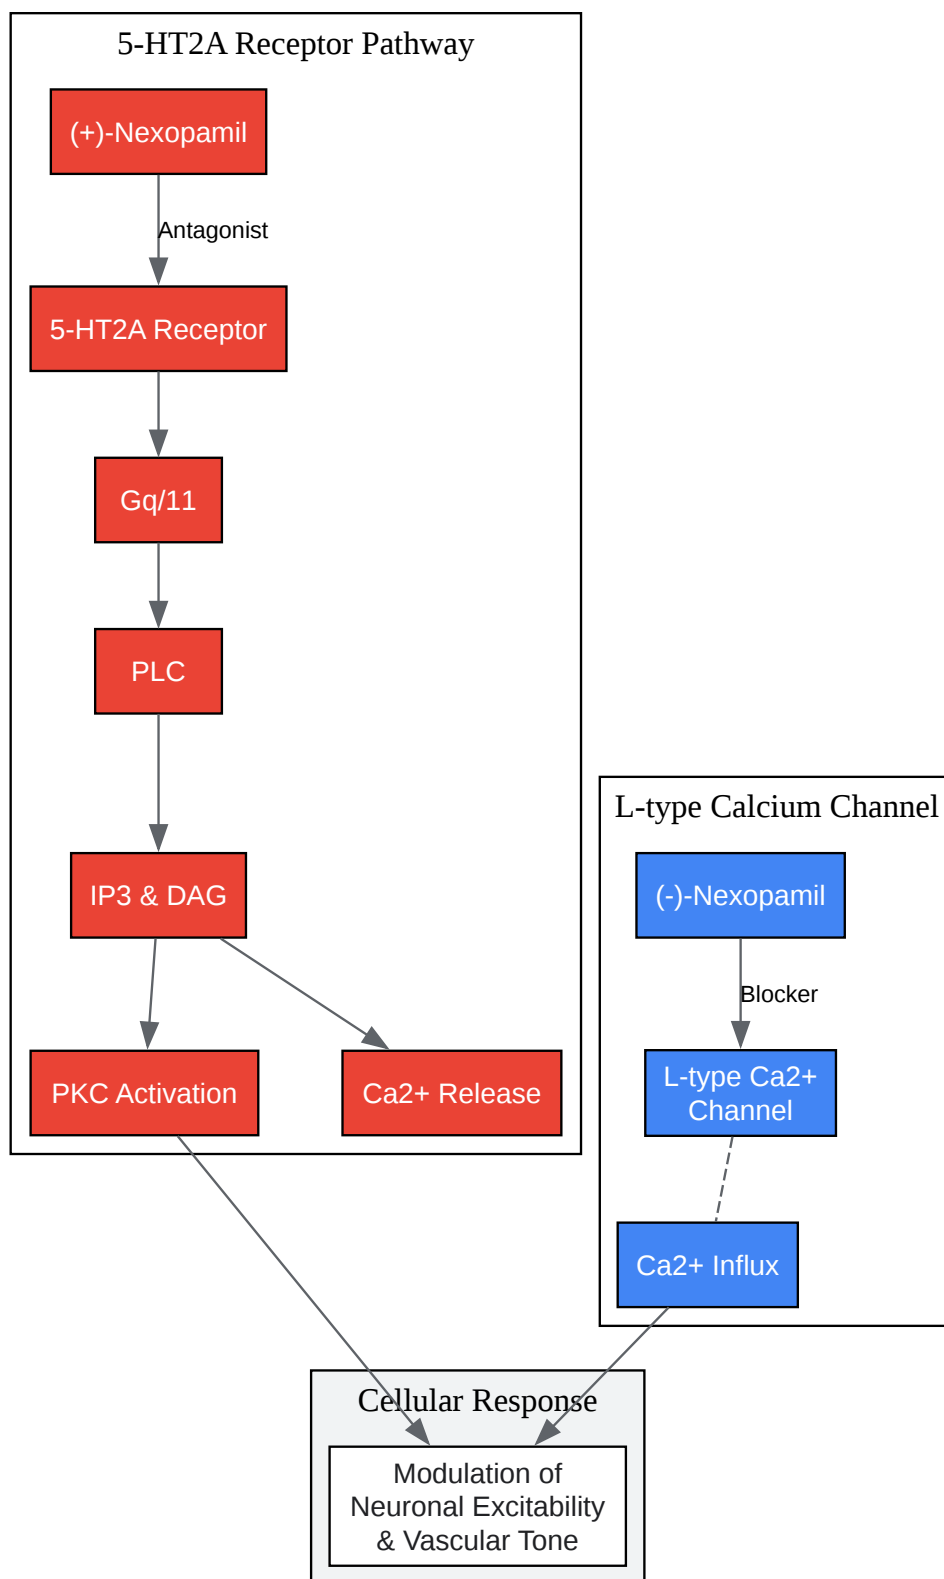 5-HT2A Receptor Pathway
(+)-Nexopamil
Antagonist
5-HT2A Receptor
Gq/11
PLC
IP3 & DAG
PKC Activation
Ca2+ Release
L-type Calcium Channel
(-)-Nexopamil
Blocker
L-type Ca2+
Channel
Ca2+ Influx
Cellular Response
Modulation of
Neuronal Excitability
& Vascular Tone